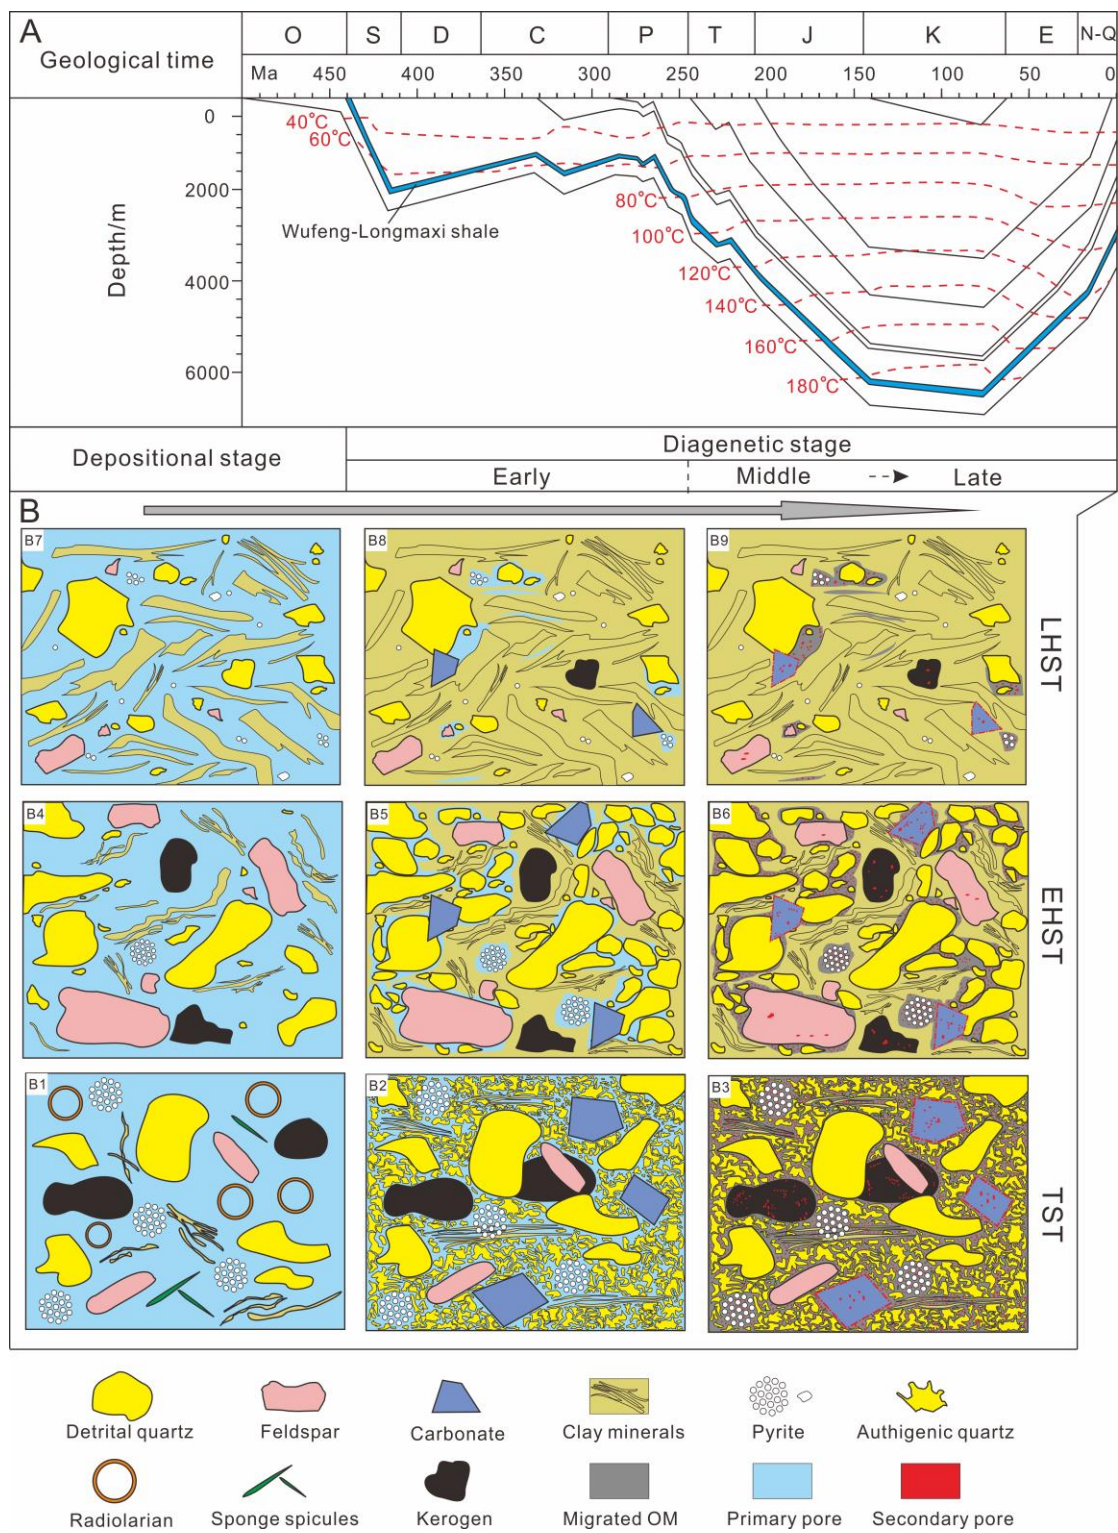 A
Geological time
O S D C P T J K E N-Q
Ma 450 400 350 300 250 200 150 100 50 0
Depth/m
0
2000
4000
6000
40°C
60°C
80°C
100°C
120°C
140°C
160°C
180°C
Wufeng-Longmaxi shale
Depositional stage
Diagenetic stage
Early Middle Late
B
B7 B8 B9
LHST
B4 B5 B6
EHST
B1 B2 B3
TST
Detrital quartz Feldspar Carbonate Clay minerals Pyrite Authigenic quartz
Radiolarian Sponge spicules Kerogen Migrated OM Primary pore Secondary pore